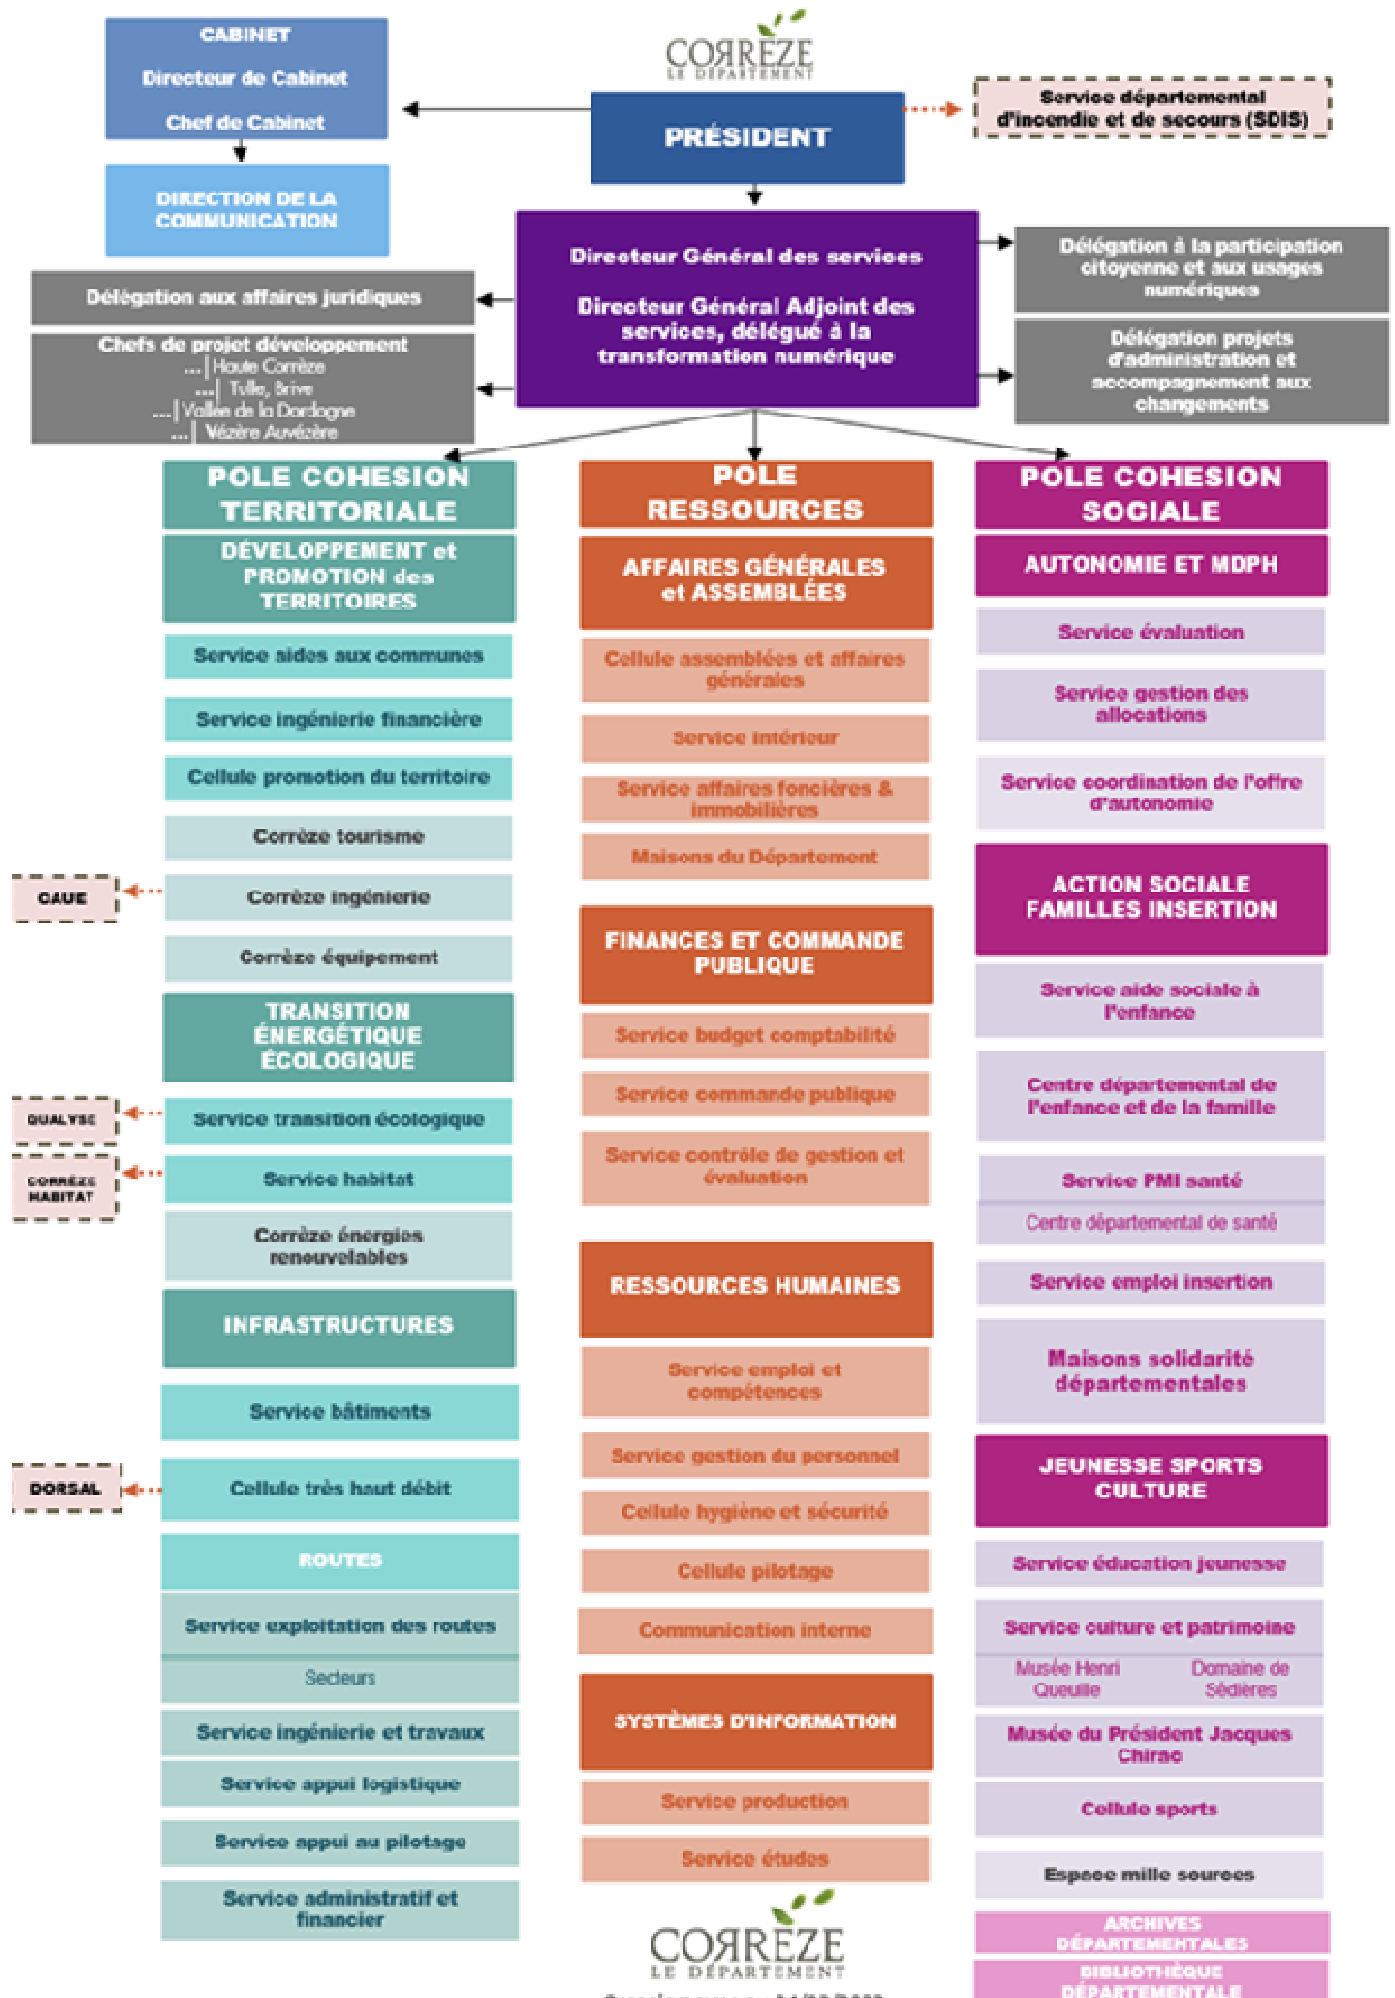 CORRÈZE
LE DÉPARTEMENT
CABINET
Directeur de Cabinet
Chef de Cabinet
PRÉSIDENT
Service départemental
d'incendie et de secours (SDIS)
DIRECTION DE LA
COMMUNICATION
Directeur Général des services
Directeur Général Adjoint des
services, délégué à la
transformation numérique
Délégation aux affaires juridiques
Chefs de projet développement
...|Haute Corrèze
...| Tulle, Brive
...|Vallée de la Dordogne
...| Vézère Auvézère
Délégation à la participation
citoyenne et aux usages
numériques
Délégation projets
d'administration et
accompagnement aux
changements
POLE COHESION
TERRITORIALE
DÉVELOPPEMENT et
PROMOTION des
TERRITOIRES
Service aides aux communes
Service ingénierie financière
Cellule promotion du territoire
Corrèze tourisme
CAUE
Corrèze ingénierie
Corrèze équipement
TRANSITION
ÉNERGÉTIQUE
ÉCOLOGIQUE
QUALYSE
Service transition écologique
CORRÈZE
HABITAT
Service habitat
Corrèze énergies
renouvelables
INFRASTRUCTURES
Service bâtiments
DORSAL
Cellule très haut débit
ROUTES
Service exploitation des routes
Secteurs
Service ingénierie et travaux
Service appui logistique
Service appui au pilotage
Service administratif et
financier
POLE
RESSOURCES
AFFAIRES GÉNÉRALES
et ASSEMBLÉES
Cellule assemblées et affaires
générales
Service intérieur
Service affaires foncières &
immobilières
Maisons du Département
FINANCES ET COMMANDE
PUBLIQUE
Service budget comptabilité
Service commande publique
Service contrôle de gestion et
évaluation
RESSOURCES HUMAINES
Service emploi et
compétences
Service gestion du personnel
Cellule hygiène et sécurité
Cellule pilotage
Communication interne
SYSTÈMES D'INFORMATION
Service production
Service études
CORRÈZE
LE DÉPARTEMENT
POLE COHESION
SOCIALE
AUTONOMIE ET MDPH
Service évaluation
Service gestion des
allocations
Service coordination de l'offre
d'autonomie
ACTION SOCIALE
FAMILLES INSERTION
Service aide sociale à
l'enfance
Centre départemental de
l'enfance et de la famille
Service PMI santé
Centre départemental de santé
Service emploi insertion
Maisons solidarité
départementales
JEUNESSE SPORTS
CULTURE
Service éducation jeunesse
Service culture et patrimoine
Musée Henri
Queuille
Domaine de
Sédières
Musée du Président Jacques
Chirac
Cellule sports
Espace mille sources
ARCHIVES
DÉPARTEMENTALES
BIBLIOTHÈQUE
DÉPARTEMENTALE